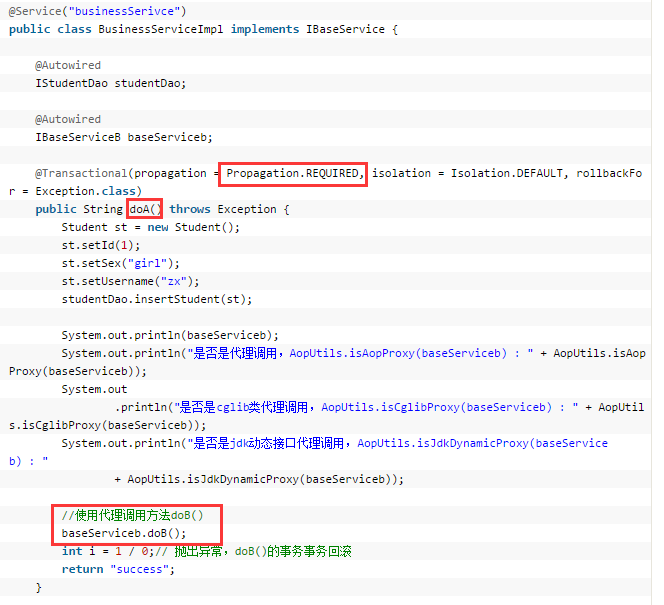 @Service("businessSerivce")
public class BusinessServiceImpl implements IBaseService {
@Autowired
IStudentDao studentDao;
@Autowired
IBaseServiceB baseServiceb;
@Transactional(propagation = Propagation.REQUIRED, isolation = Isolation.DEFAULT, rollbackFo
r = Exception.class)
public String doA() throws Exception {
Student st = new Student();
st.setId(1);
st.setSex("girl");
st.setUsername("zx");
studentDao.insertStudent(st);
System.out.println(baseServiceb);
System.out.println("是否是代理调用，AopUtils.isAopProxy(baseServiceb) : " + AopUtils.isAop
Proxy(baseServiceb));
System.out
.println("是否是cglib类代理调用，AopUtils.isCglibProxy(baseServiceb) : " + AopUtil
s.isCglibProxy(baseServiceb));
System.out.println("是否是jdk动态接口代理调用，AopUtils.isJdkDynamicProxy(baseService
b) : "
+ AopUtils.isJdkDynamicProxy(baseServiceb));
//使用代理调用方法doB()
baseServiceb.doB();
int i = 1 / 0;// 抛出异常，doB()的事务事务回滚
return "success";
}